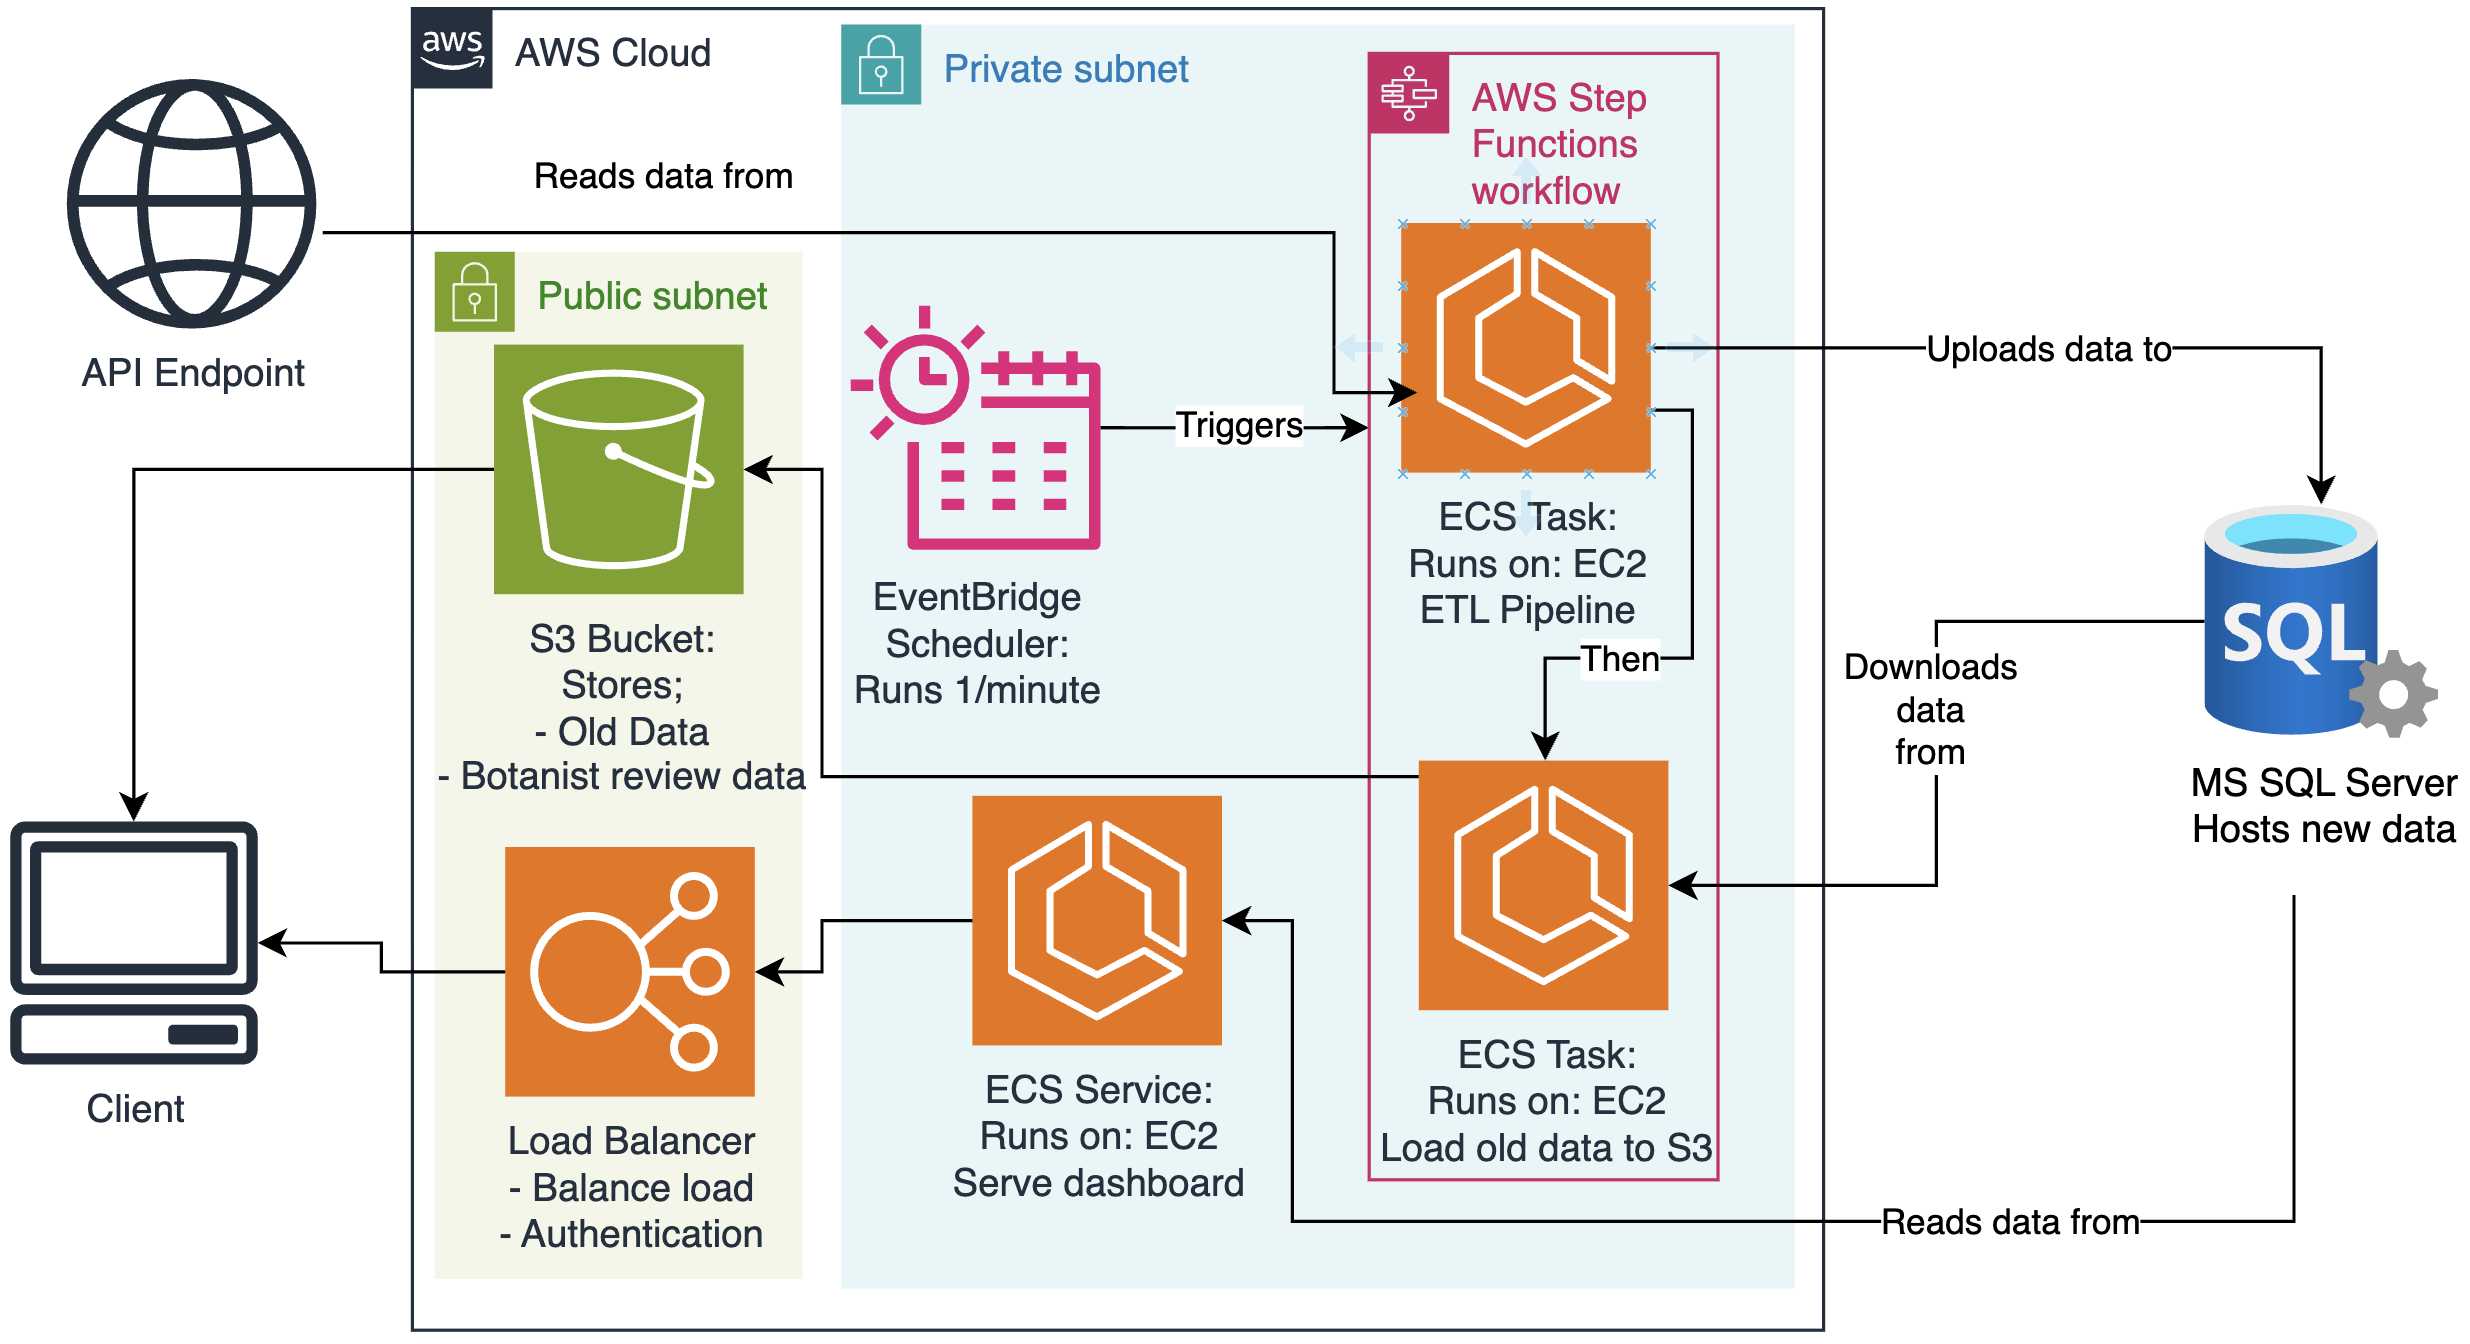 aws
AWS Cloud
Private subnet
AWS Step
Functions
workflow
Reads data from
API Endpoint
Public subnet
S3 Bucket:
Stores;
- Old Data
- Botanist review data
EventBridge
Scheduler:
Runs 1/minute
Triggers
ECS Task:
Runs on: EC2
ETL Pipeline
Then
Uploads data to
SQL
MS SQL Server
Hosts new data
Downloads
data
from
Client
Load Balancer
- Balance load
- Authentication
ECS Service:
Runs on: EC2
Serve dashboard
ECS Task:
Runs on: EC2
Load old data to S3
Reads data from